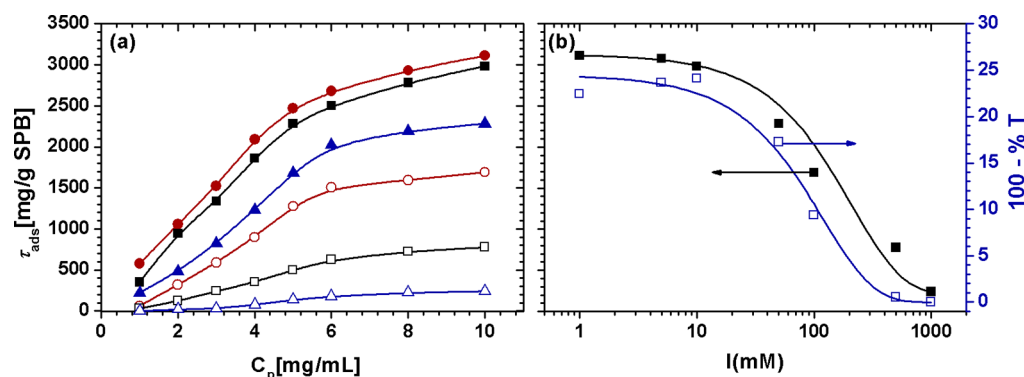 (a)
(b)
τads[mg/g SPB]
3500
3000
2500
2000
1500
1000
500
0
0 2 4 6 8 10
Cp[mg/mL]
1 10 100 1000
I(mM)
30
25
20
15
10
5
0
100 - % T